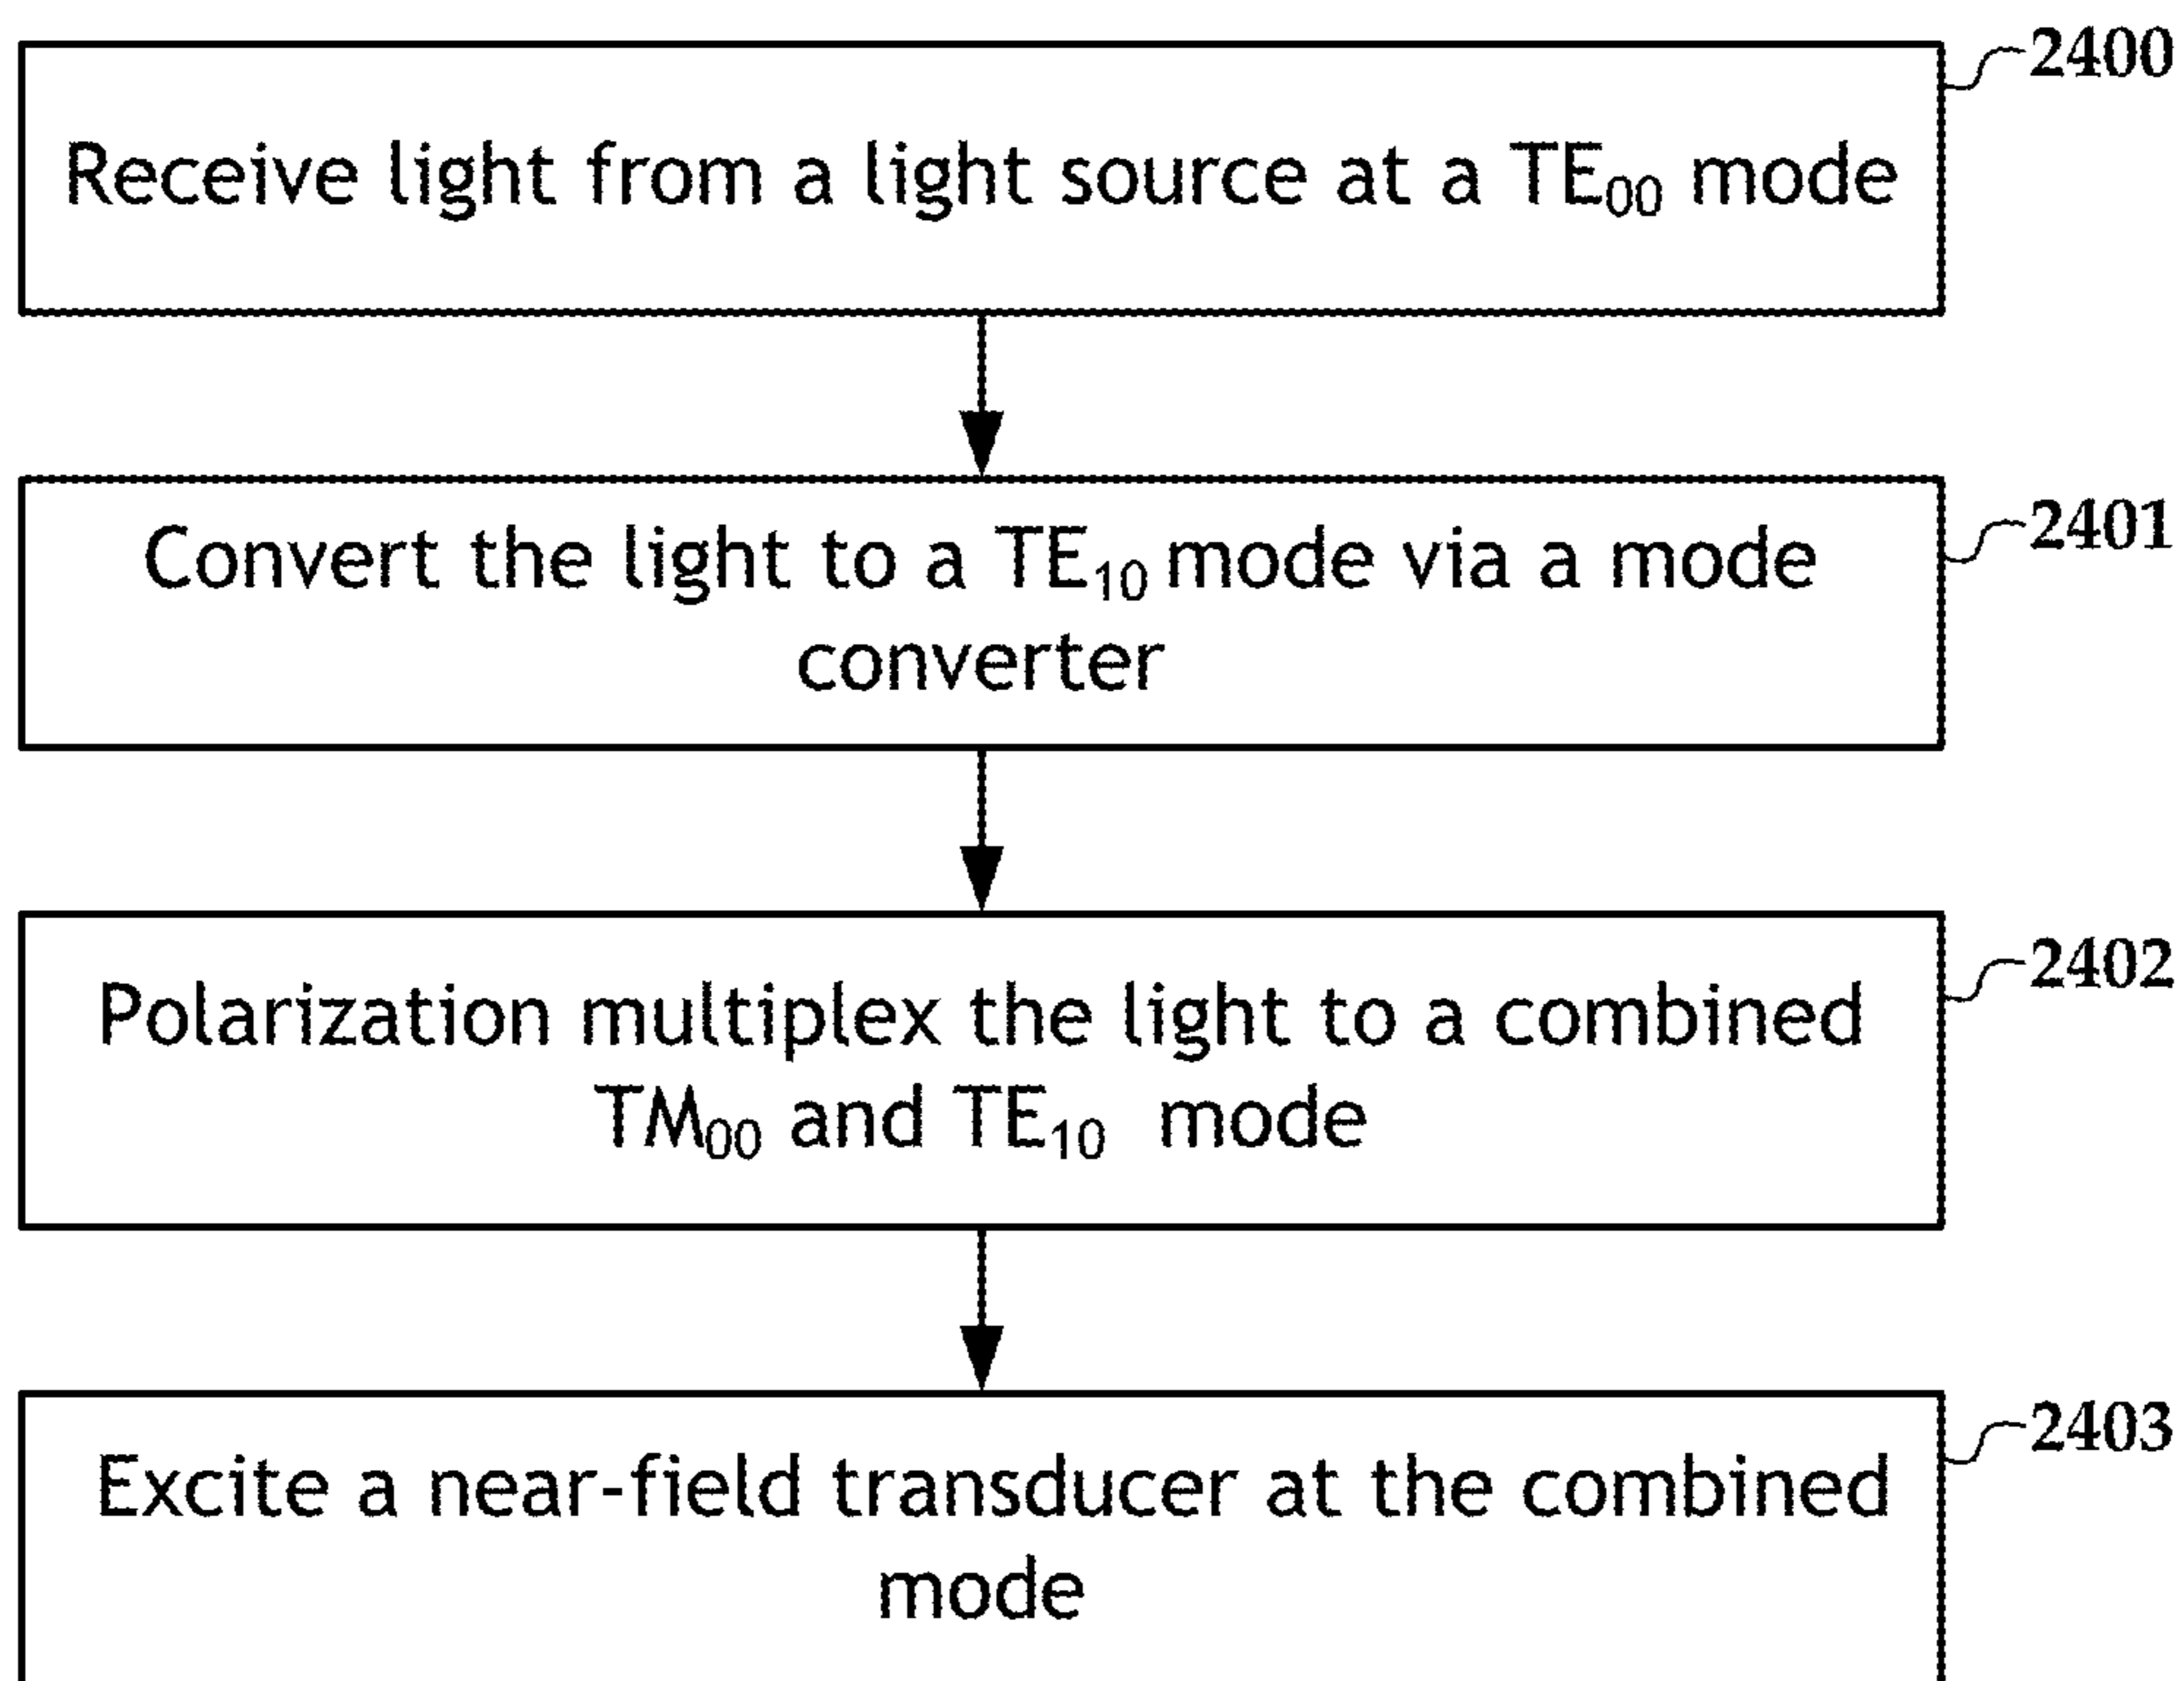 2400
Receive light from a light source at a TE₀₀ mode
2401
Convert the light to a TE₁₀ mode via a mode
converter
2402
Polarization multiplex the light to a combined
TM₀₀ and TE₁₀ mode
2403
Excite a near-field transducer at the combined
mode